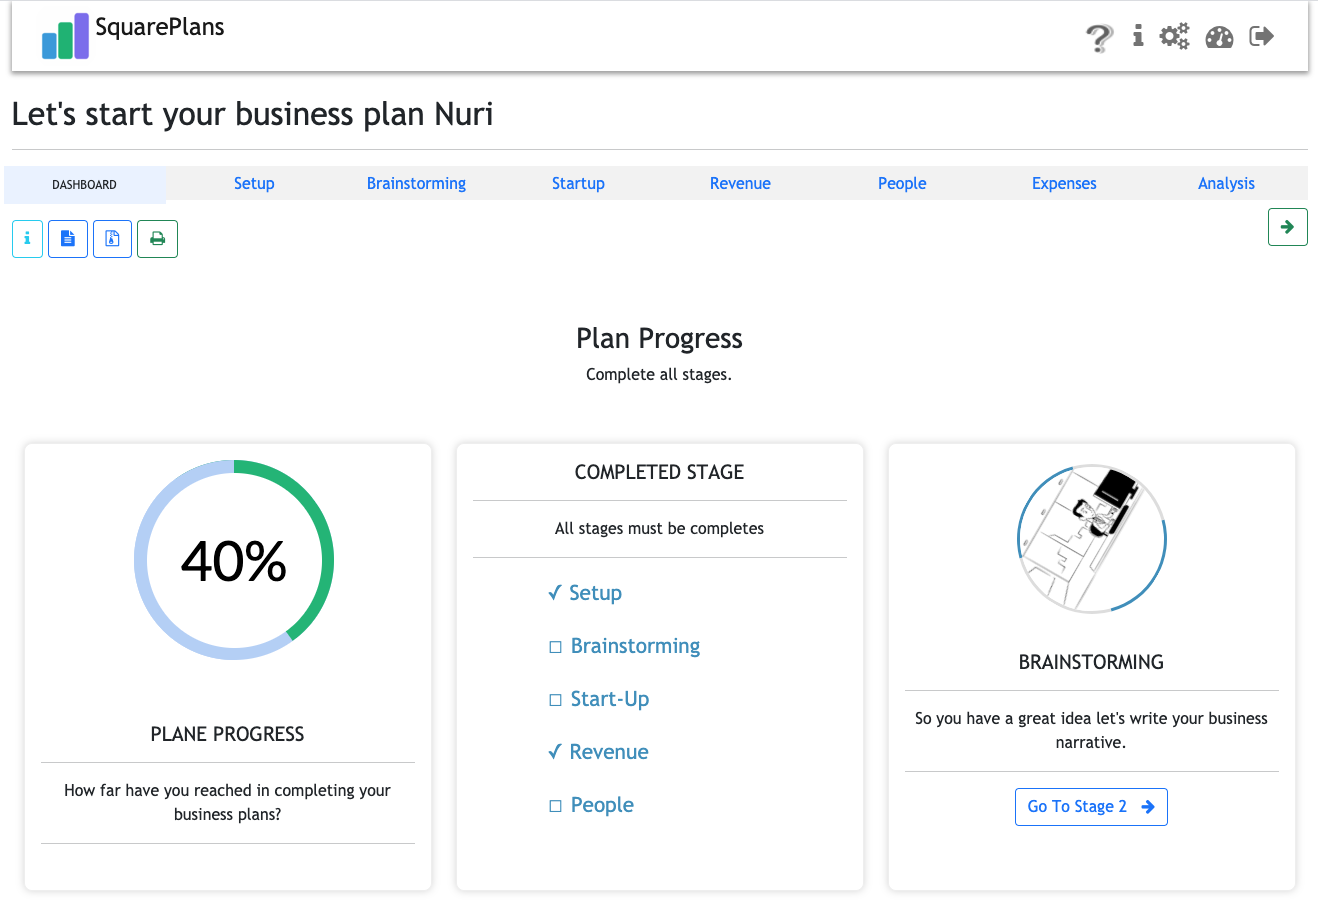 SquarePlans
Let's start your business plan Nuri
DASHBOARD
Setup
Brainstorming
Startup
Revenue
People
Expenses
Analysis
Plan Progress
Complete all stages.
40%
PLANE PROGRESS
How far have you reached in completing your
business plans?
COMPLETED STAGE
All stages must be completes
✓ Setup
☐ Brainstorming
☐ Start-Up
✓ Revenue
☐ People
BRAINSTORMING
So you have a great idea let's write your business
narrative.
Go To Stage 2